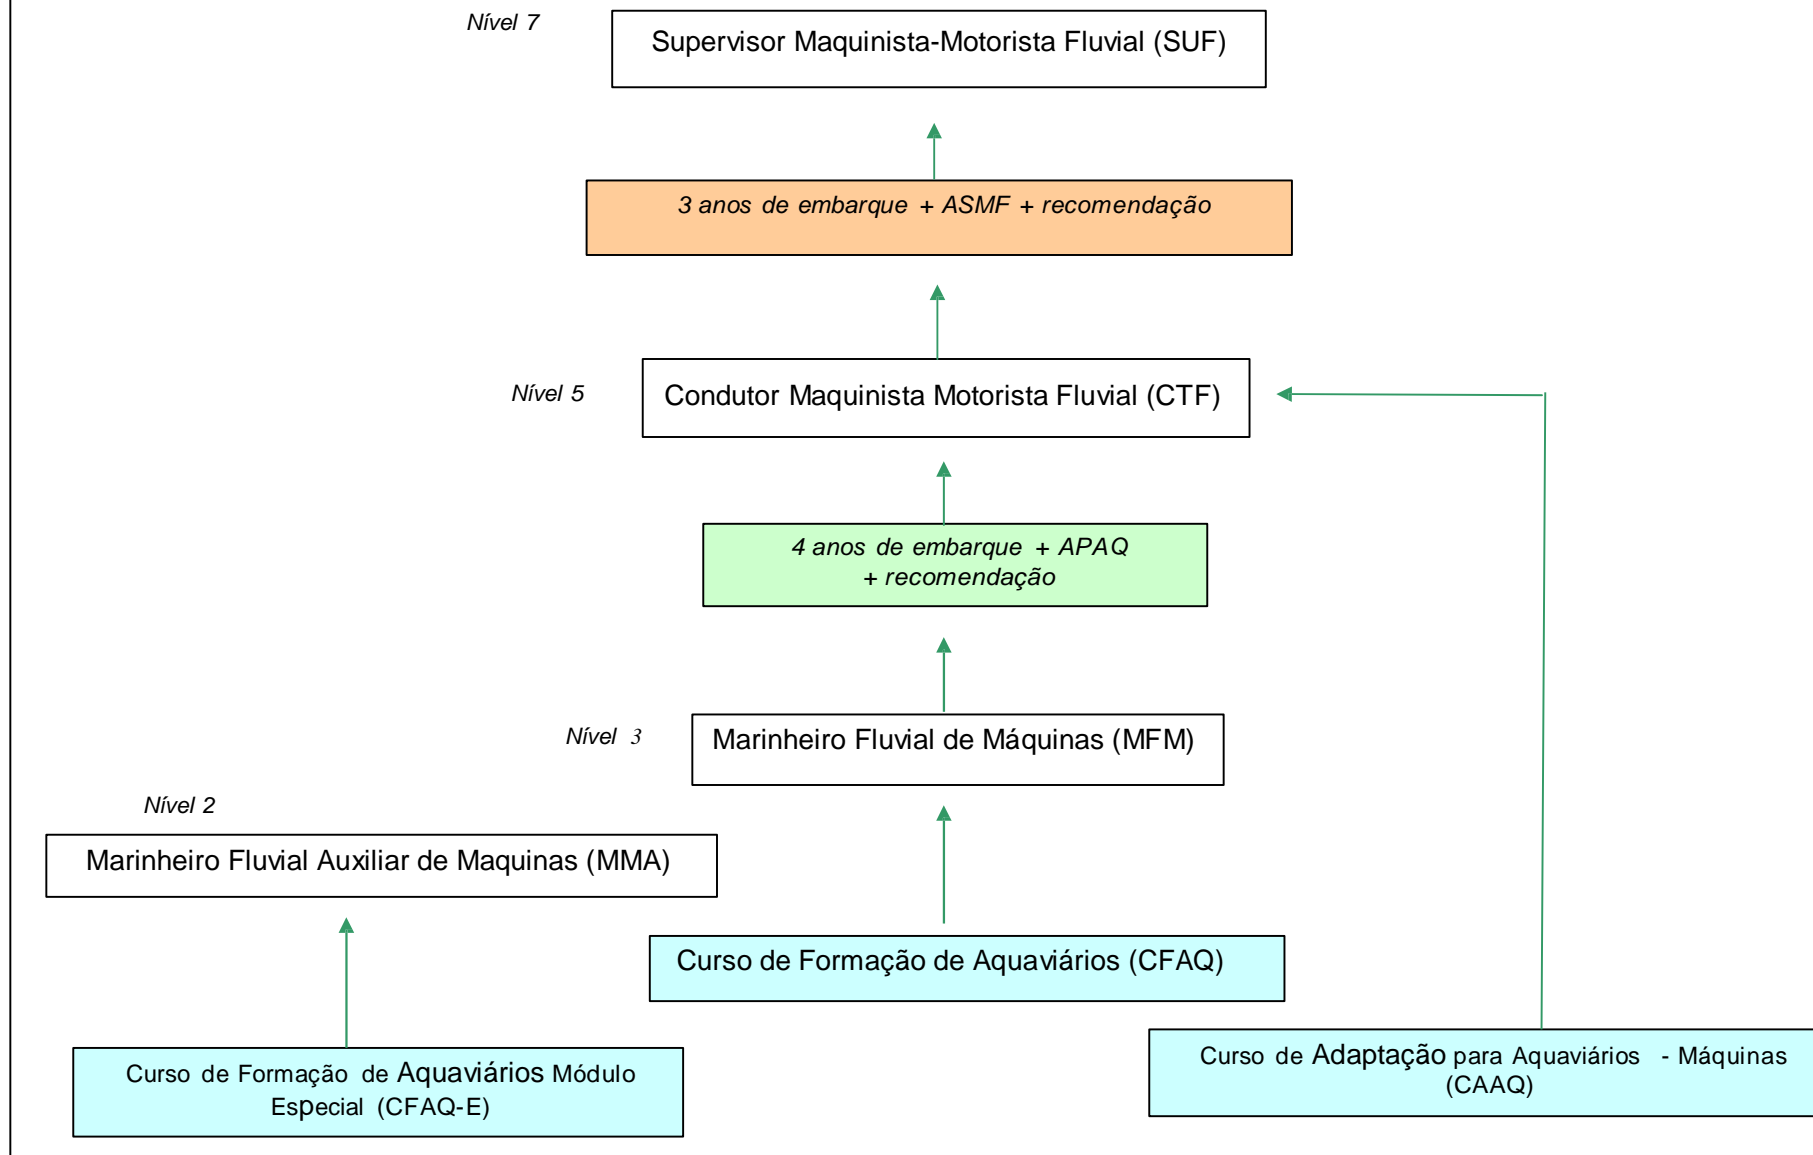 Nível 7
Supervisor Maquinista-Motorista Fluvial (SUF)
3 anos de embarque + ASMF + recomendação
Nível 5
Condutor Maquinista Motorista Fluvial (CTF)
4 anos de embarque + APAQ
+ recomendação
Nível 3
Marinheiro Fluvial de Máquinas (MFM)
Nível 2
Marinheiro Fluvial Auxiliar de Maquinas (MMA)
Curso de Formação de Aquaviários (CFAQ)
Curso de Formação de Aquaviários Módulo
Especial (CFAQ-E)
Curso de Adaptação para Aquaviários - Máquinas
(CAAQ)